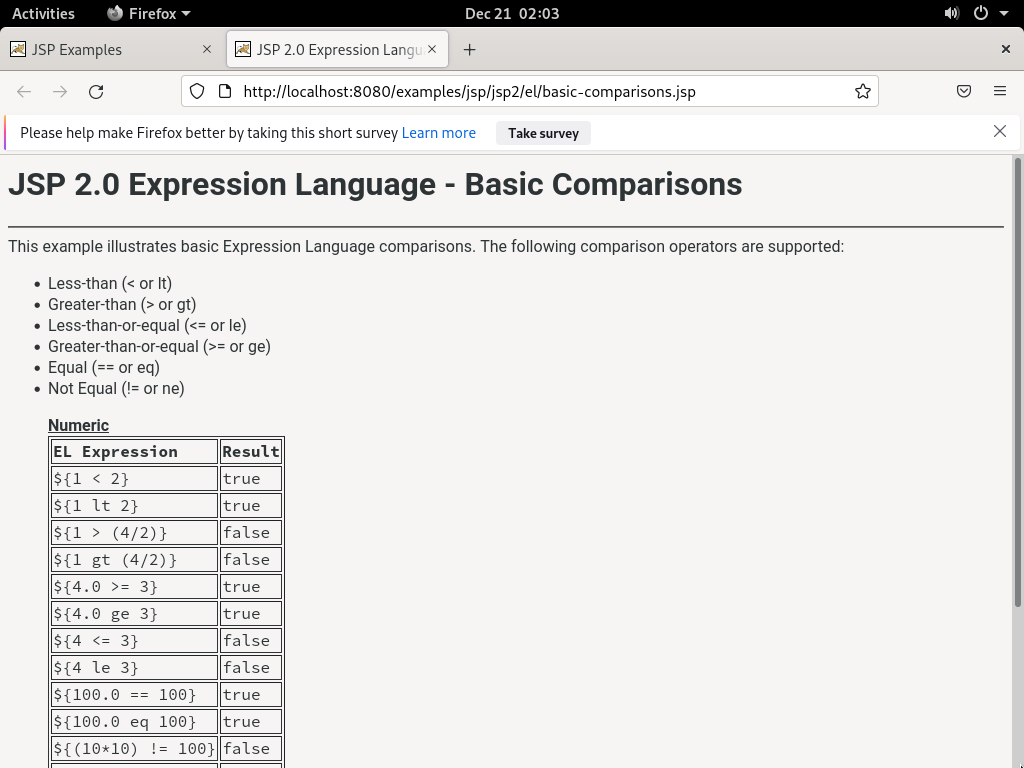 Activities Firefox Dec 21 02:03
JSP Examples JSP 2.0 Expression Langu
http://localhost:8080/examples/jsp/jsp2/el/basic-comparisons.jsp
Please help make Firefox better by taking this short survey Learn more Take survey
JSP 2.0 Expression Language - Basic Comparisons
This example illustrates basic Expression Language comparisons. The following comparison operators are supported:
• Less-than (< or lt)
• Greater-than (> or gt)
• Less-than-or-equal (<= or le)
• Greater-than-or-equal (>= or ge)
• Equal (== or eq)
• Not Equal (!= or ne)
Numeric
EL Expression Result
${1 < 2} true
${1 lt 2} true
${1 > (4/2)} false
${1 gt (4/2)} false
${4.0 >= 3} true
${4.0 ge 3} true
${4 <= 3} false
${4 le 3} false
${100.0 == 100} true
${100.0 eq 100} true
${(10*10) != 100} false